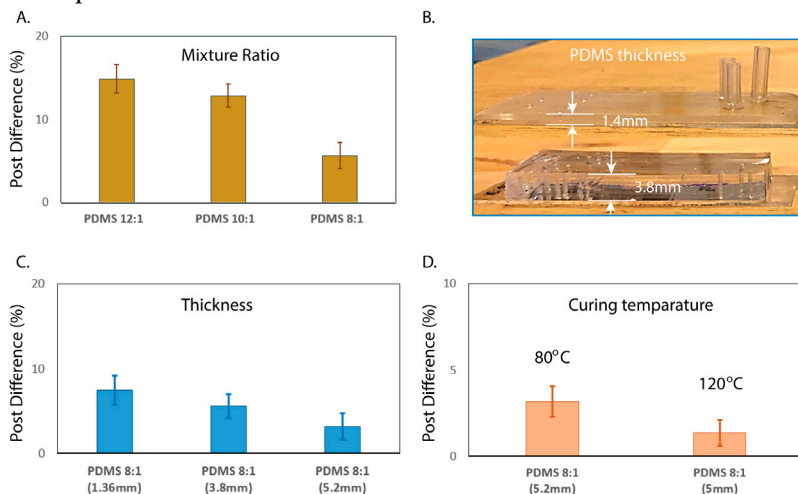 A.
Mixture Ratio
Post Difference (%)
20
10
0
PDMS 12:1
PDMS 10:1
PDMS 8:1
B.
PDMS thickness
1.4mm
3.8mm
C.
Thickness
Post Difference (%)
20
10
0
PDMS 8:1
(1.36mm)
PDMS 8:1
(3.8mm)
PDMS 8:1
(5.2mm)
D.
Curing temparature
Post Difference (%)
10
5
0
80°C
120°C
PDMS 8:1
(5.2mm)
PDMS 8:1
(5mm)